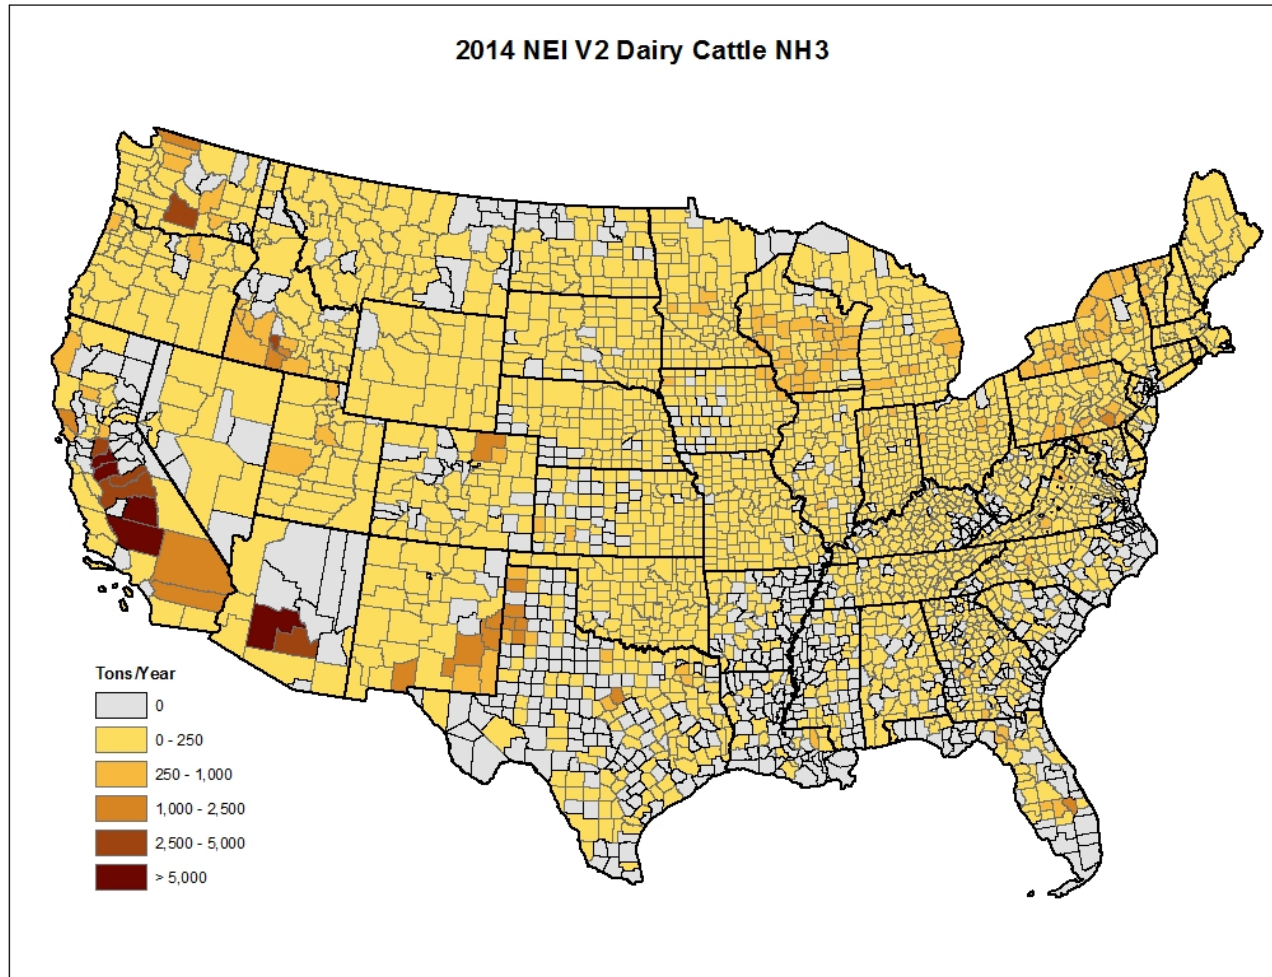 2014 NEI V2 Dairy Cattle NH3
Tons/Year
0
0 - 250
250 - 1,000
1,000 - 2,500
2,500 - 5,000
> 5,000